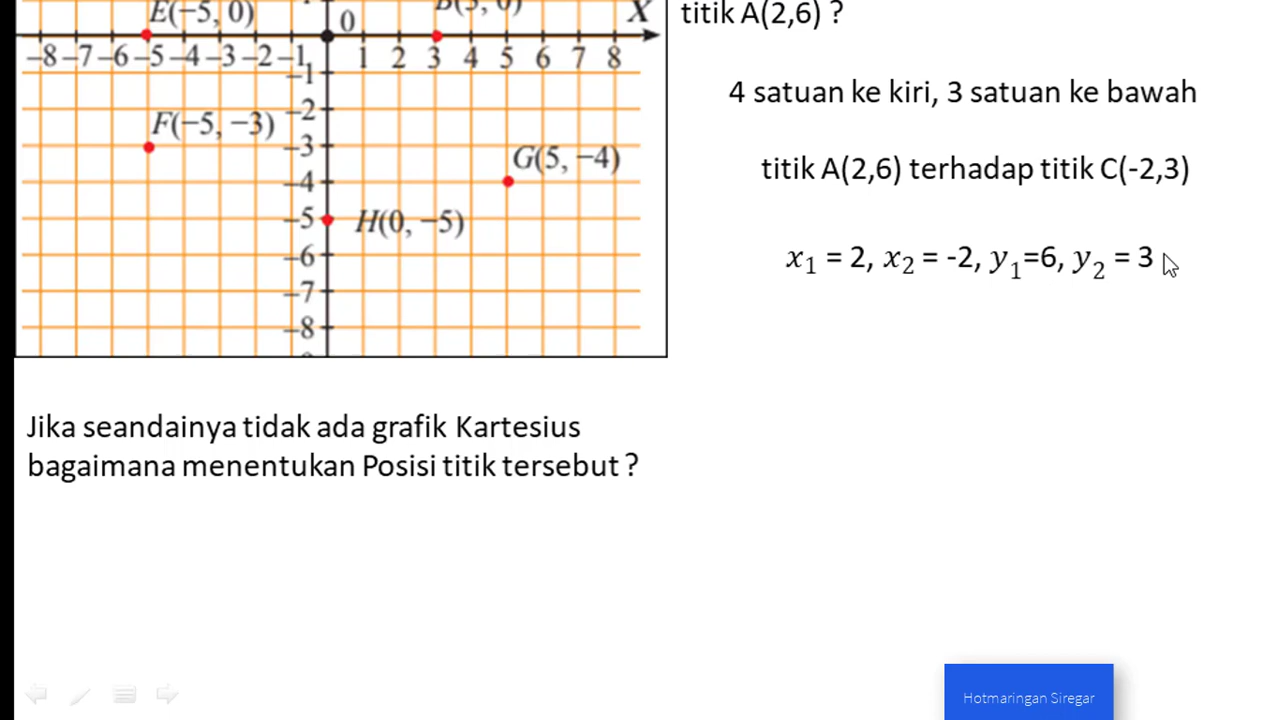 E(−5, 0)
B(3, 0)
X
0
−8 −7 −6 −5 −4 −3 −2 −1 1 2 3 4 5 6 7 8
−1
−2
−3
−4
−5
−6
−7
−8
F(−5, −3)
G(5, −4)
H(0, −5)
titik A(2,6) ?
4 satuan ke kiri, 3 satuan ke bawah
titik A(2,6) terhadap titik C(-2,3)
x₁ = 2, x₂ = -2, y₁=6, y₂ = 3
Jika seandainya tidak ada grafik Kartesius
bagaimana menentukan Posisi titik tersebut ?
Hotmaringan Siregar